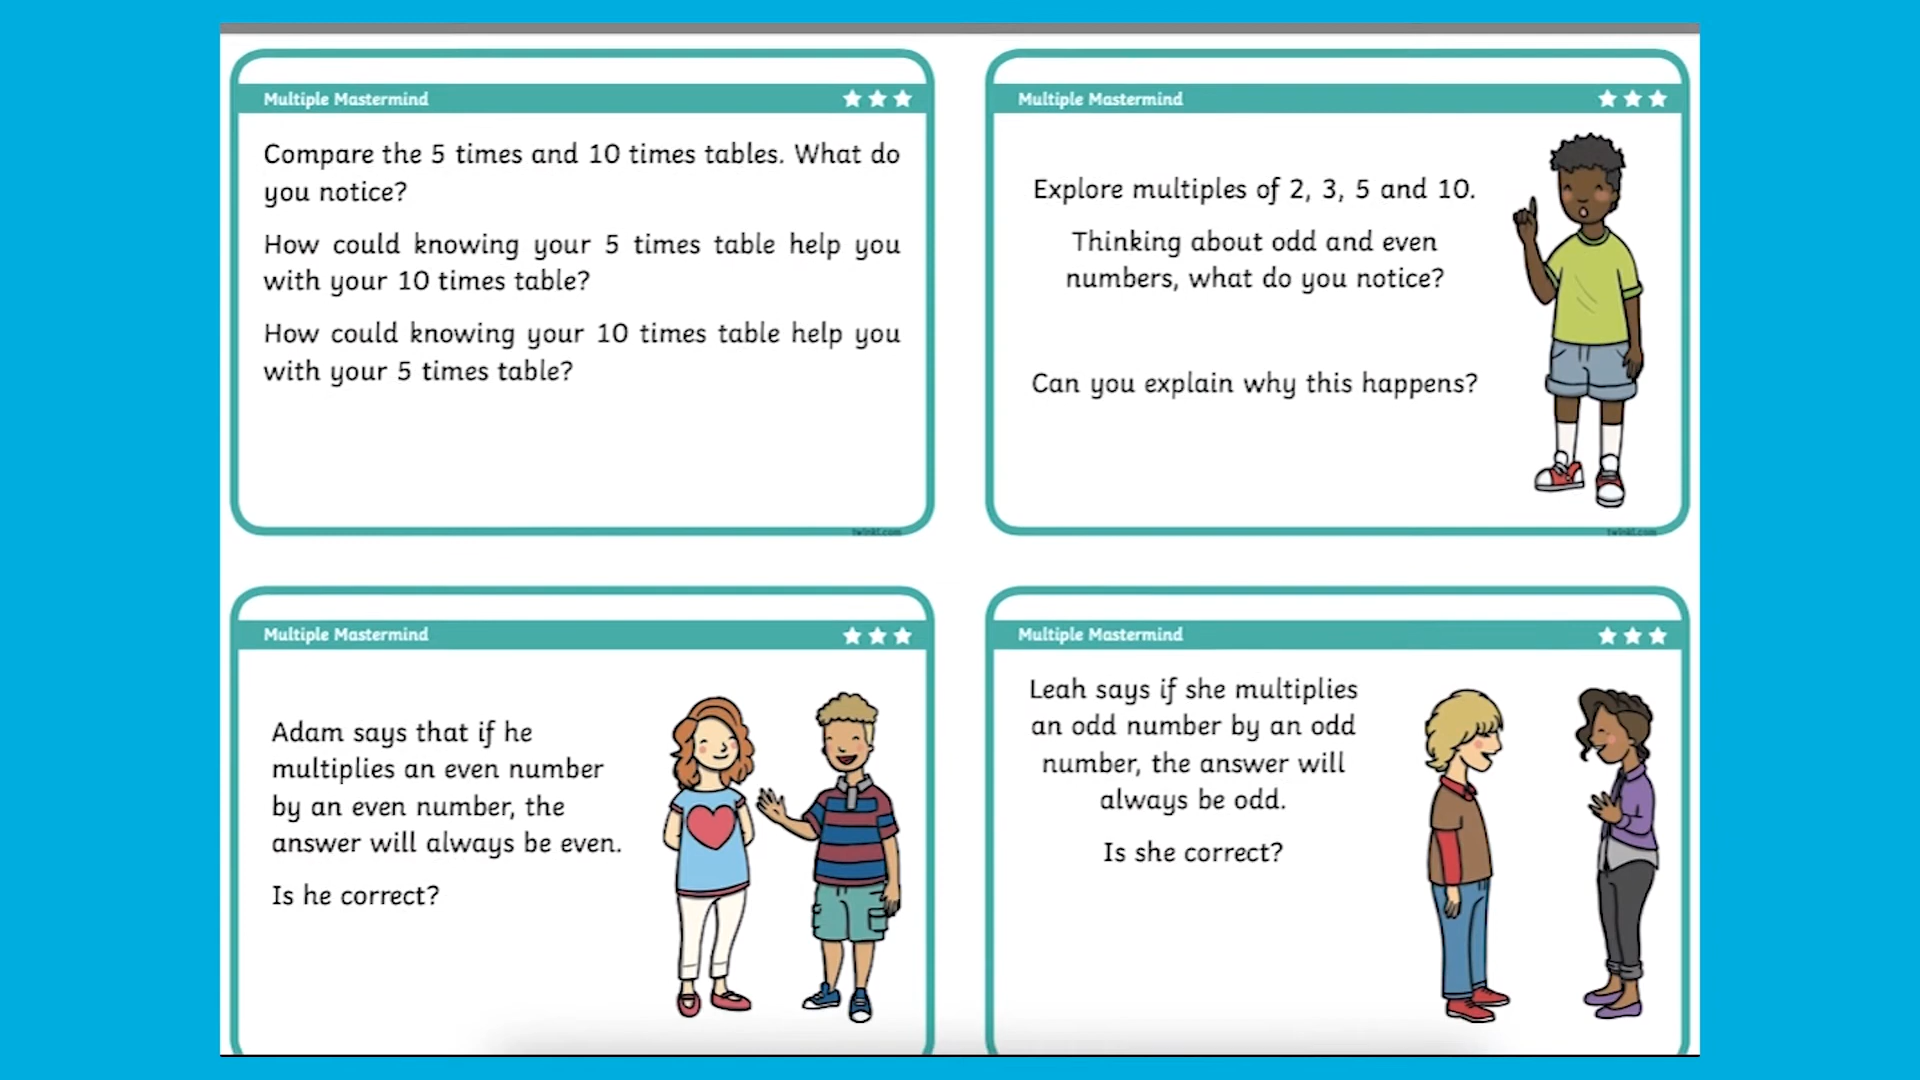 Multiple Mastermind
Compare the 5 times and 10 times tables. What do
you notice?
How could knowing your 5 times table help you
with your 10 times table?
How could knowing your 10 times table help you
with your 5 times table?
twinkl.com
Multiple Mastermind
Explore multiples of 2, 3, 5 and 10.
Thinking about odd and even
numbers, what do you notice?
Can you explain why this happens?
twinkl.com
Multiple Mastermind
Adam says that if he
multiplies an even number
by an even number, the
answer will always be even.
Is he correct?
Multiple Mastermind
Leah says if she multiplies
an odd number by an odd
number, the answer will
always be odd.
Is she correct?